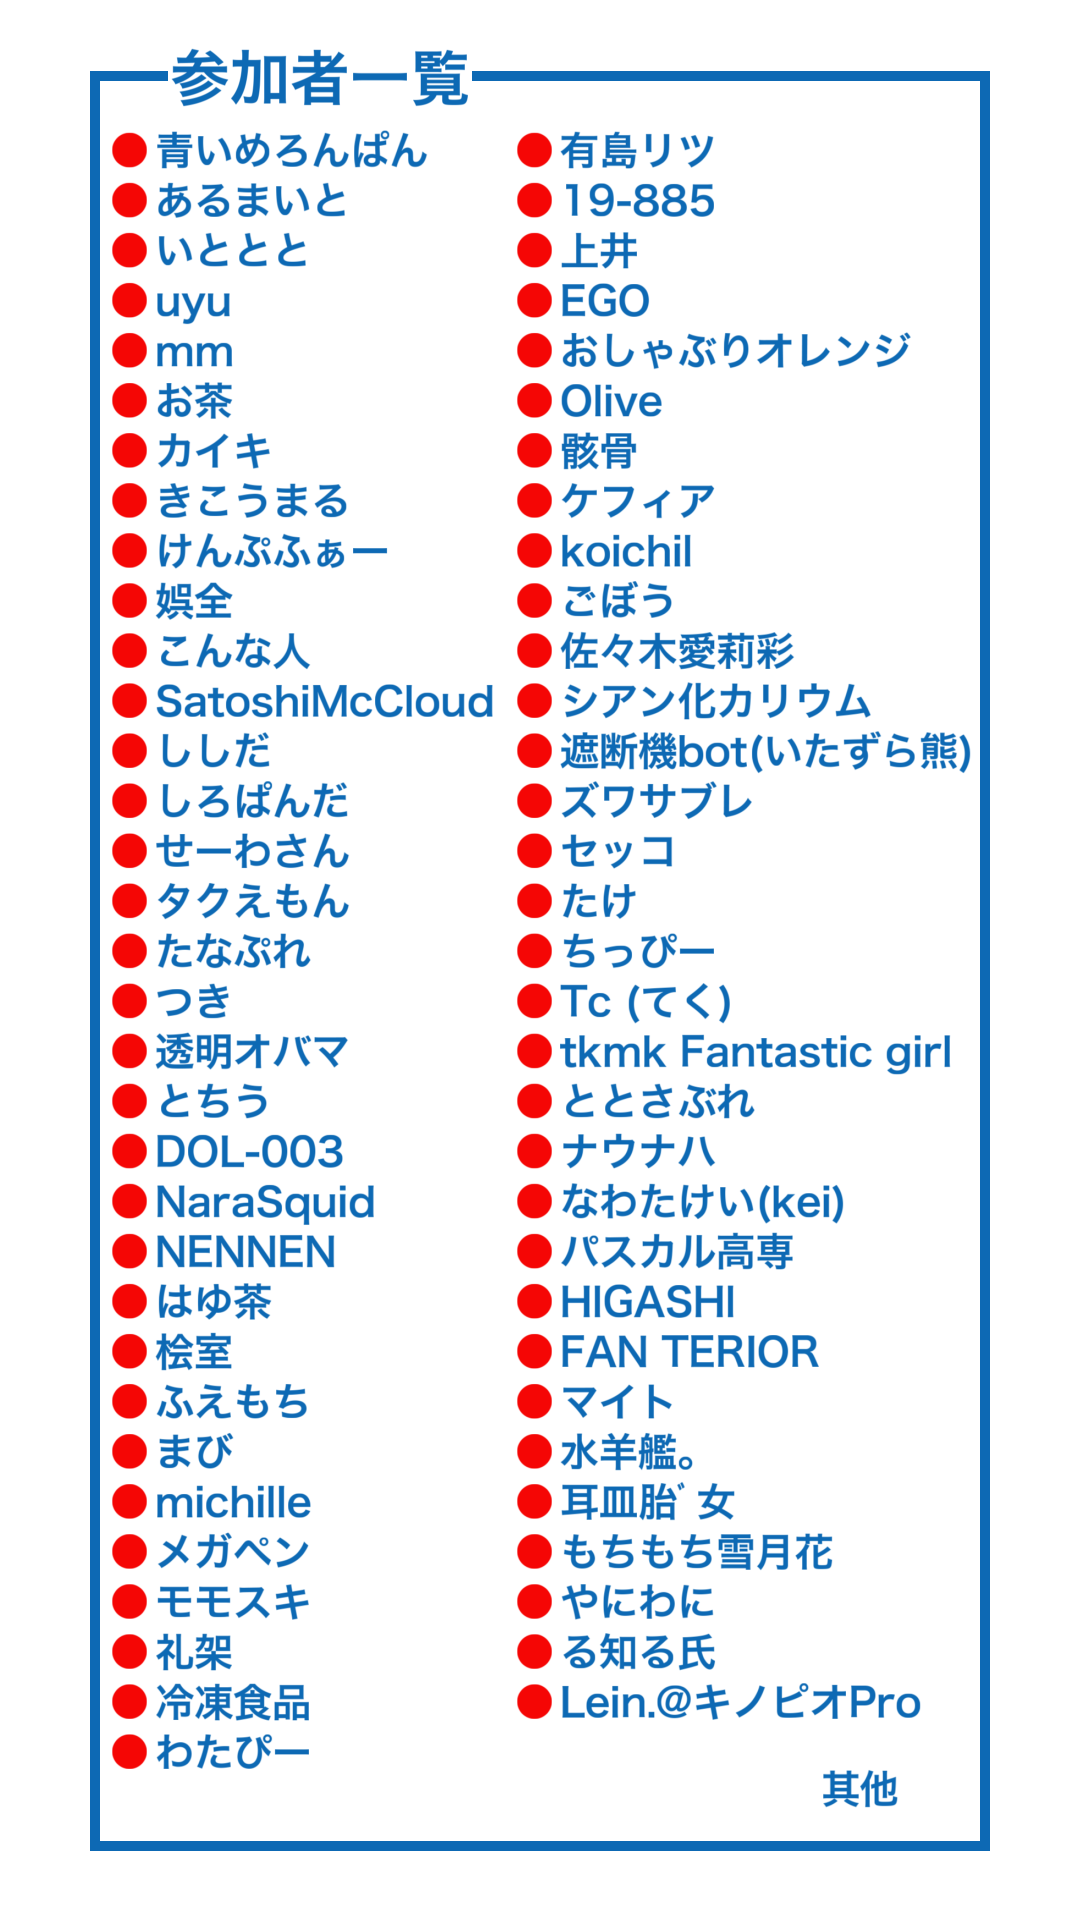 参加者一覧
●青いめろんぱん
●あるまいと
●いととと
●uyu
●mm
●お茶
●カイキ
●きこうまる
●けんぷふぁー
●娯全
●こんな人
●SatoshiMcCloud
●ししだ
●しろぱんだ
●せーわさん
●タクえもん
●たなぷれ
●つき
●透明オバマ
●とちう
●DOL-003
●NaraSquid
●NENNEN
●はゆ茶
●桧室
●ふえもち
●まび
●michille
●メガペン
●モモスキ
●礼架
●冷凍食品
●わたぴー
●有島リツ
●19-885
●上井
●EGO
●おしゃぶりオレンジ
●Olive
●骸骨
●ケフィア
●koichil
●ごぼう
●佐々木愛莉彩
●シアン化カリウム
●遮断機bot(いたずら熊)
●ズワサブレ
●セッコ
●たけ
●ちっぴー
●Tc (てく)
●tkmk Fantastic girl
●ととさぶれ
●ナウナハ
●なわたけい(kei)
●パスカル高専
●HIGASHI
●FAN TERIOR
●マイト
●水羊艦。
●耳皿胎゛女
●もちもち雪月花
●やにわに
●る知る氏
●Lein.@キノピオPro
其他